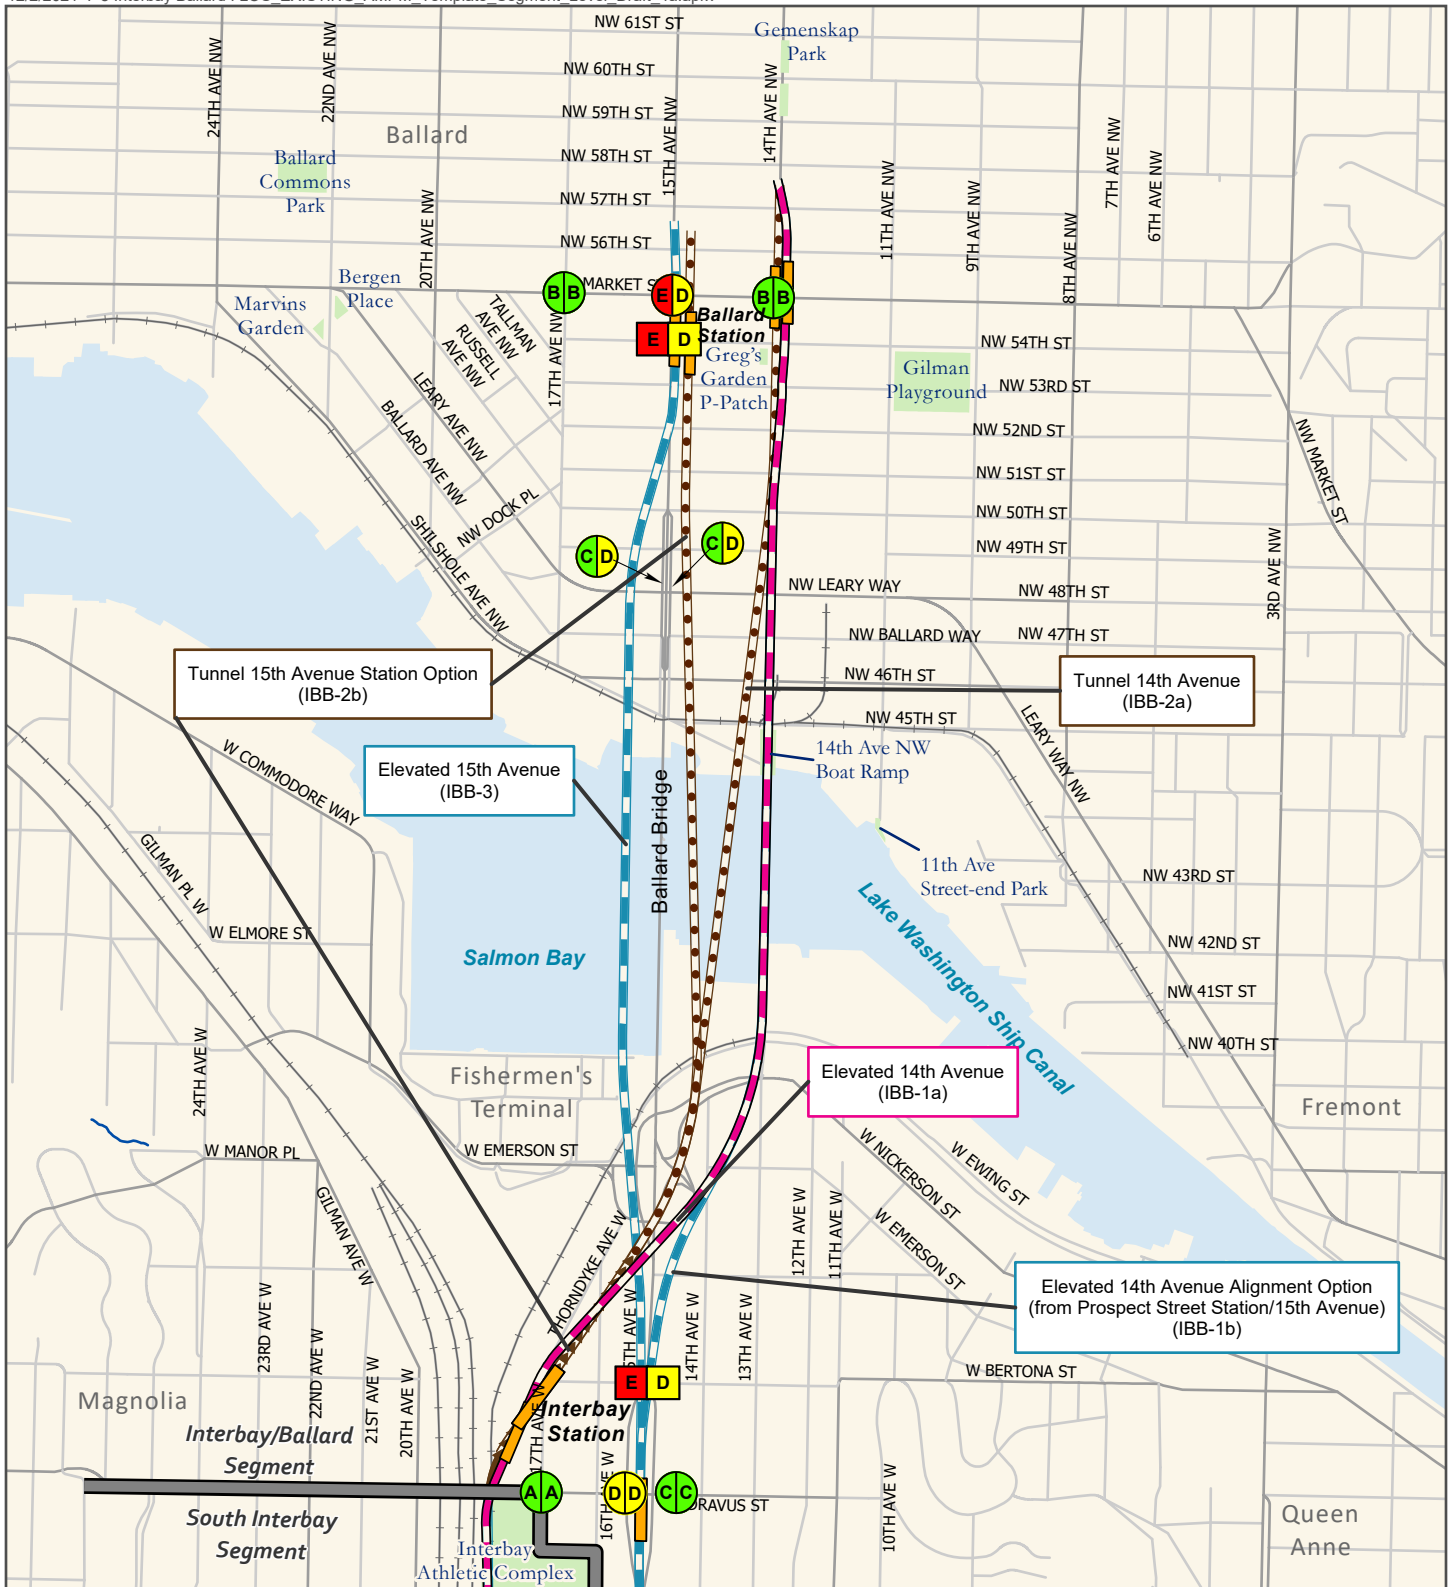 NW 61ST ST
Gemenskap
Park
NW 60TH ST
24TH AVE NW
22ND AVE NW
15TH AVE NW
14TH AVE NW
NW 59TH ST
Ballard
7TH AVE NW
Ballard
Commons
Park
NW 58TH ST
6TH AVE NW
11TH AVE NW
9TH AVE NW
20TH AVE NW
NW 57TH ST
8TH AVE NW
NW 56TH ST
Bergen
Place
B B
MARKET S
E D
B B
Marvins
Garden
TALLMAN
AVE NW
RUSSELL
AVE NW
17TH AVE NW
Ballard
Station
E D
Greg's
Garden
P-Patch
NW 54TH ST
Gilman
Playground
NW 53RD ST
LEARY AVE NW
BALLARD AVE NW
NW 52ND ST
NW MARKET ST
NW 51ST ST
NW DOCK PL
NW 50TH ST
SHILSHOLE AVE NW
C D
C D
NW 49TH ST
3RD AVE NW
NW LEARY WAY
NW 48TH ST
NW BALLARD WAY
NW 47TH ST
Tunnel 15th Avenue Station Option
(IBB-2b)
NW 46TH ST
Tunnel 14th Avenue
(IBB-2a)
NW 45TH ST
LEARY WAY NW
W COMMODORE WAY
Elevated 15th Avenue
(IBB-3)
14th Ave NW
Boat Ramp
Ballard Bridge
GILMAN PL W
11th Ave
Street-end Park
NW 43RD ST
W ELMORE ST
Salmon Bay
Lake Washington Ship Canal
NW 42ND ST
NW 41ST ST
24TH AVE W
NW 40TH ST
Fishermen's
Terminal
Elevated 14th Avenue
(IBB-1a)
Fremont
W MANOR PL
W EMERSON ST
W NICKERSON ST
W EWING ST
GILMAN AVE W
THORNDYKE AVE W
12TH AVE W
11TH AVE W
W EMERSON ST
Elevated 14th Avenue Alignment Option
(from Prospect Street Station/15th Avenue)
(IBB-1b)
23RD AVE W
22ND AVE W
21ST AVE W
20TH AVE W
5TH AVE W
14TH AVE W
13TH AVE W
W BERTONA ST
E D
Magnolia
17TH AVE W
Interbay
Station
Interbay/Ballard
Segment
16TH AVE W
10TH AVE W
A A
D D
C C
DRAVUS ST
South Interbay
Segment
Queen
Anne
Interbay
Athletic Complex